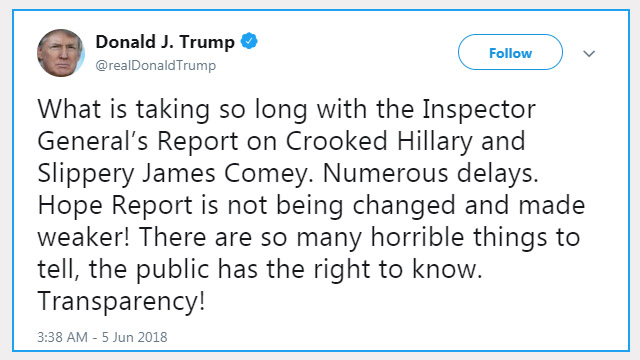 Donald J. Trump
@realDonaldTrump
Follow
What is taking so long with the Inspector
General’s Report on Crooked Hillary and
Slippery James Comey. Numerous delays.
Hope Report is not being changed and made
weaker! There are so many horrible things to
tell, the public has the right to know.
Transparency!
3:38 AM - 5 Jun 2018